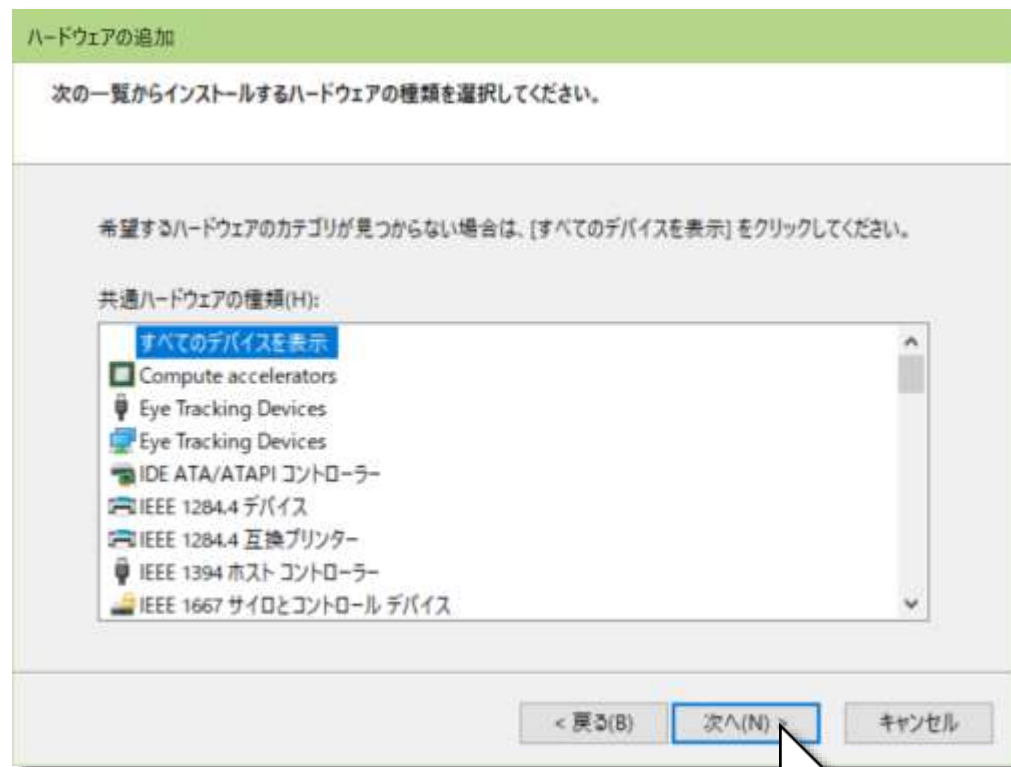 ハードウェアの追加
次の一覧からインストールするハードウェアの種類を選択してください。
希望するハードウェアのカテゴリが見つからない場合は、[すべてのデバイスを表示] をクリックしてください。
共通ハードウェアの種類(H):
すべてのデバイスを表示
Compute accelerators
Eye Tracking Devices
Eye Tracking Devices
IDE ATA/ATAPI コントローラー
IEEE 1284.4 デバイス
IEEE 1284.4 互換プリンター
IEEE 1394 ホスト コントローラー
IEEE 1667 サイロとコントロール デバイス
< 戻る(B) 次へ(N) > キャンセル